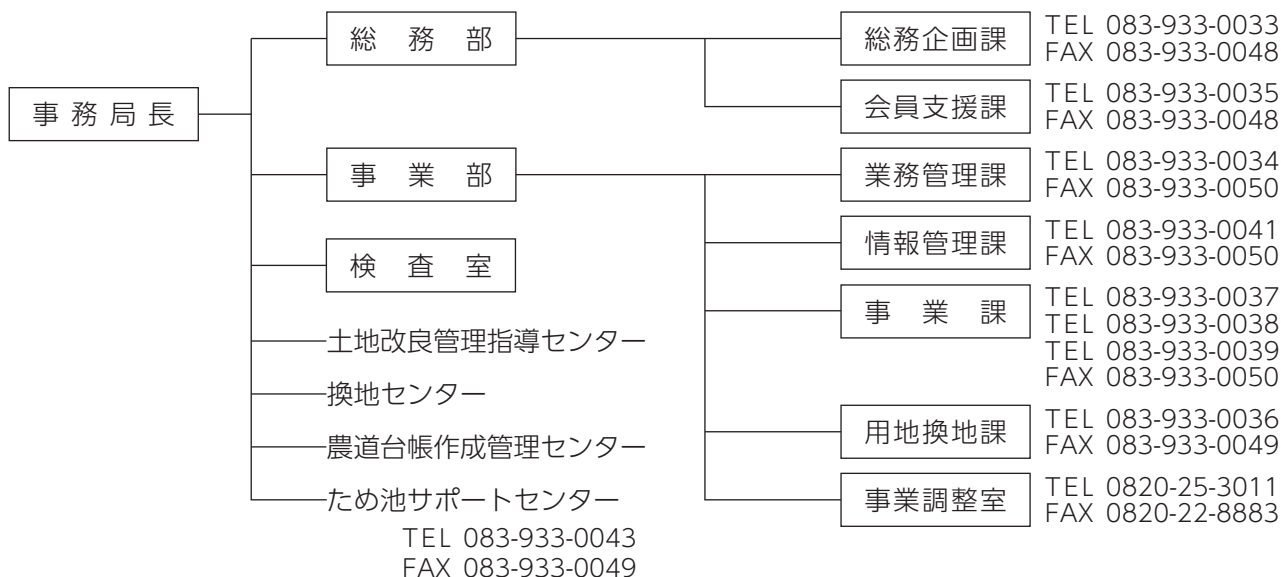 事務局長
総務部
総務企画課
TEL 083-933-0033
FAX 083-933-0048
会員支援課
TEL 083-933-0035
FAX 083-933-0048
事業部
業務管理課
TEL 083-933-0034
FAX 083-933-0050
情報管理課
TEL 083-933-0041
FAX 083-933-0050
事業課
TEL 083-933-0037
TEL 083-933-0038
TEL 083-933-0039
FAX 083-933-0050
用地換地課
TEL 083-933-0036
FAX 083-933-0049
事業調整室
TEL 0820-25-3011
FAX 0820-22-8883
検査室
土地改良管理指導センター
換地センター
農道台帳作成管理センター
ため池サポートセンター
TEL 083-933-0043
FAX 083-933-0049